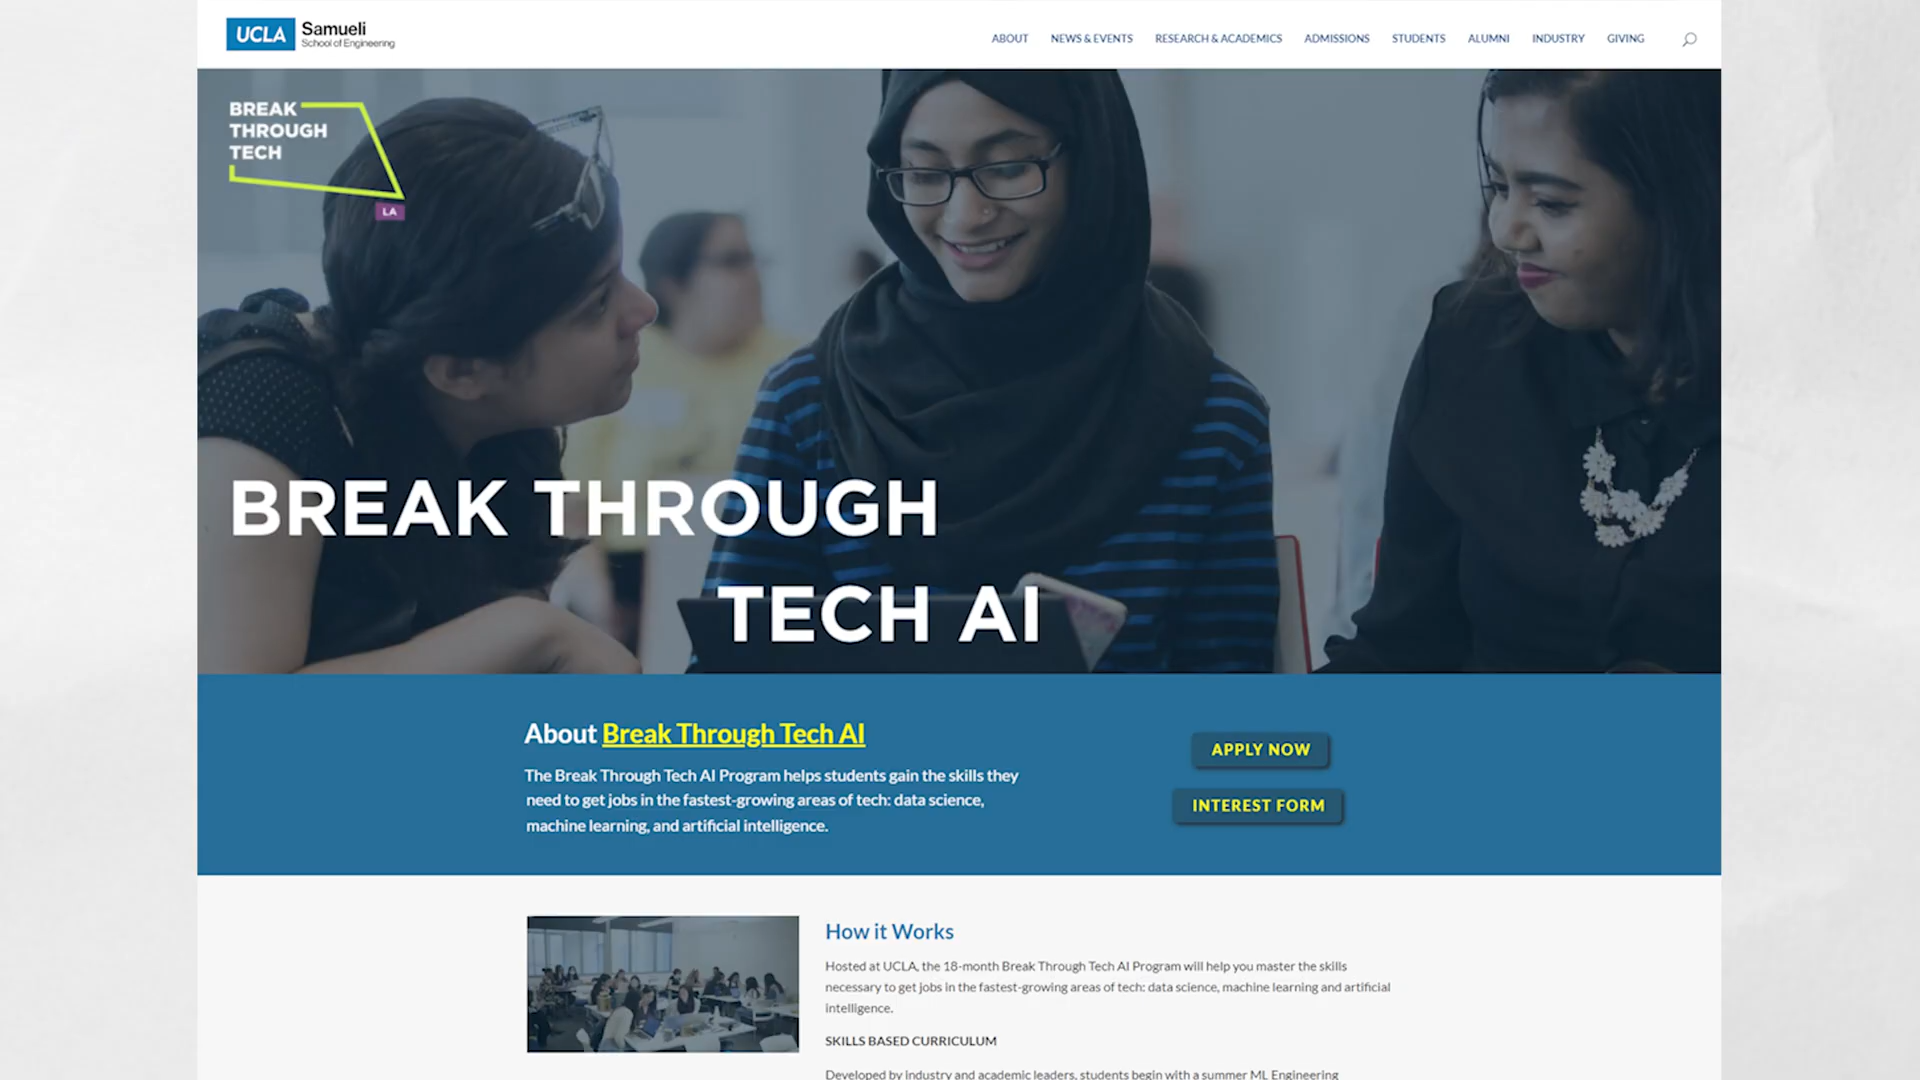 UCLA Samueli
School of Engineering
ABOUT NEWS & EVENTS RESEARCH & ACADEMICS ADMISSIONS STUDENTS ALUMNI INDUSTRY GIVING
BREAK
THROUGH
TECH
LA
BREAK THROUGH
TECH AI
About Break Through Tech AI
The Break Through Tech AI Program helps students gain the skills they
need to get jobs in the fastest-growing areas of tech: data science,
machine learning, and artificial intelligence.
APPLY NOW
INTEREST FORM
How it Works
Hosted at UCLA, the 18-month Break Through Tech AI Program will help you master the skills
necessary to get jobs in the fastest-growing areas of tech: data science, machine learning and artificial
intelligence.
SKILLS BASED CURRICULUM
Developed by industry and academic leaders, students begin with a summer ML Engineering